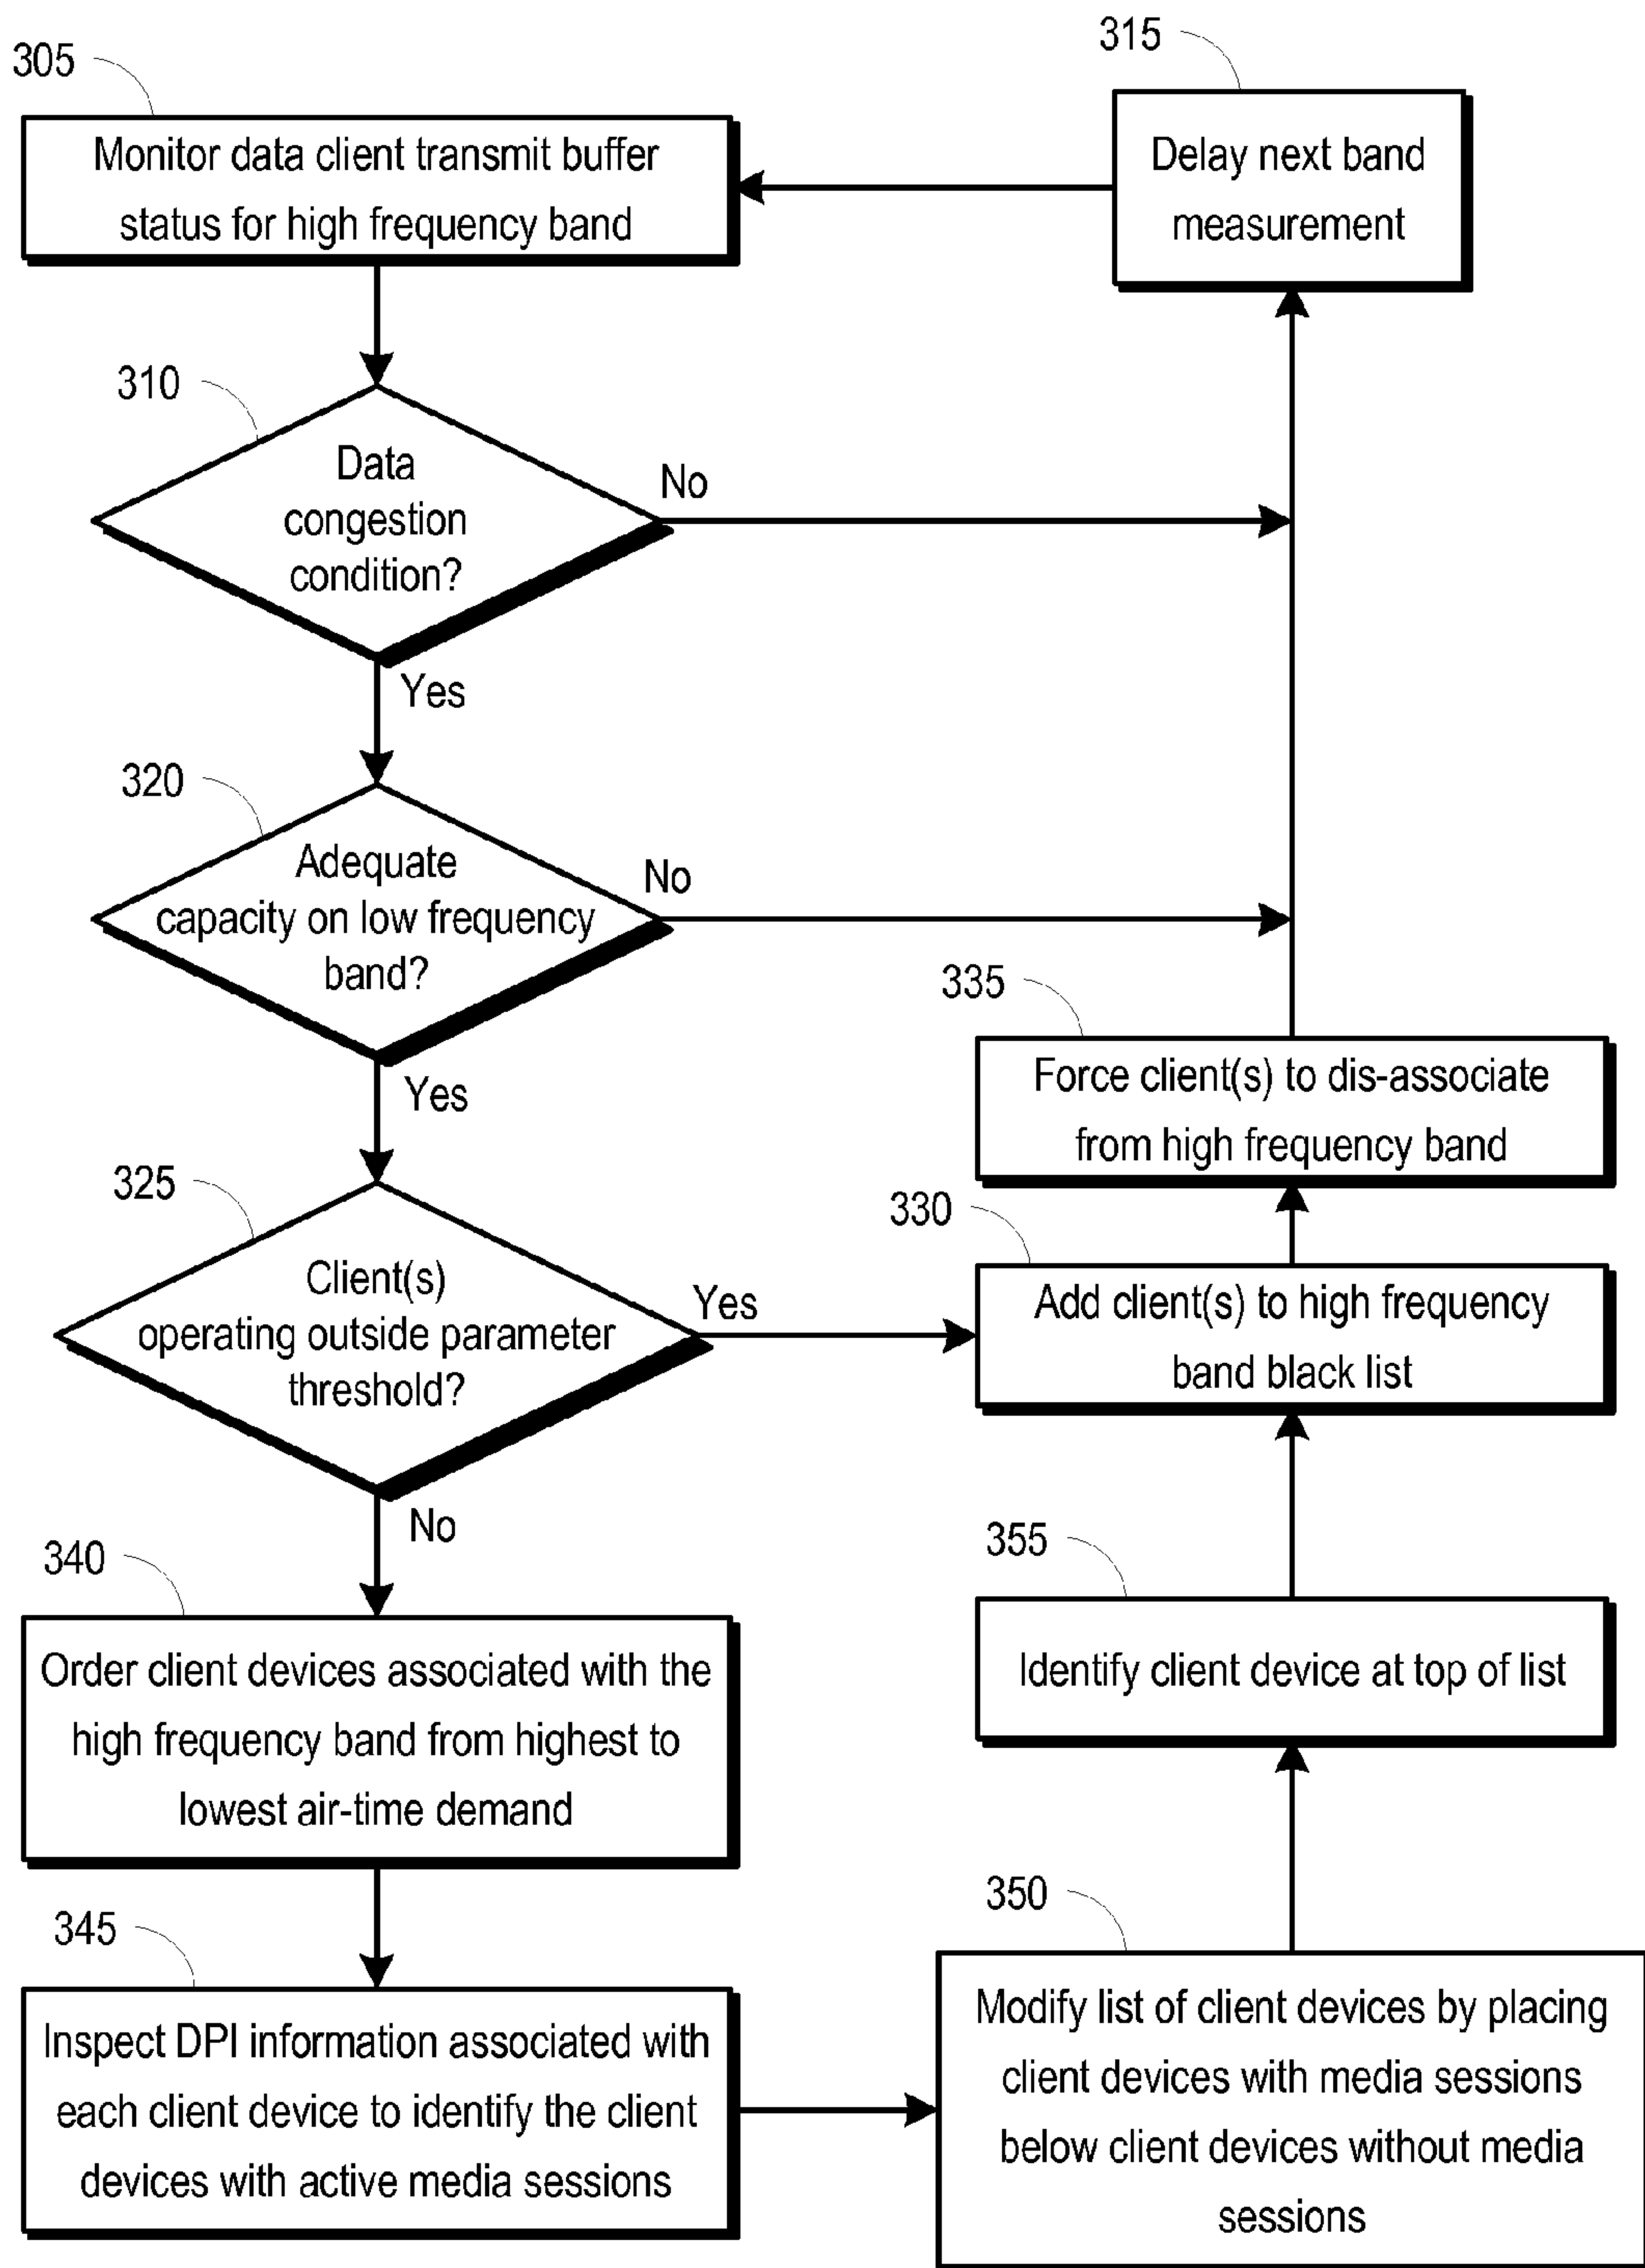 305
Monitor data client transmit buffer
status for high frequency band
315
Delay next band
measurement
310
Data
congestion
condition?
No
Yes
320
Adequate
capacity on low frequency
band?
No
Yes
335
Force client(s) to dis-associate
from high frequency band
325
Client(s)
operating outside parameter
threshold?
Yes
No
330
Add client(s) to high frequency
band black list
340
Order client devices associated with the
high frequency band from highest to
lowest air-time demand
355
Identify client device at top of list
345
Inspect DPI information associated with
each client device to identify the client
devices with active media sessions
350
Modify list of client devices by placing
client devices with media sessions
below client devices without media
sessions